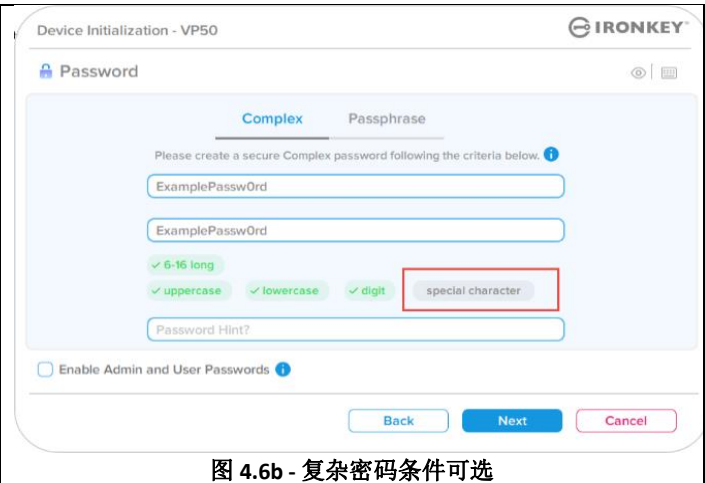 Device Initialization - VP50
IRONKEY
Password
Complex Passphrase
Please create a secure Complex password following the criteria below.
ExamplePassw0rd
ExamplePassw0rd
✓ 6-16 long
✓ uppercase ✓ lowercase ✓ digit special character
Password Hint?
Enable Admin and User Passwords
Back Next Cancel
图 4.6b - 复杂密码条件可选